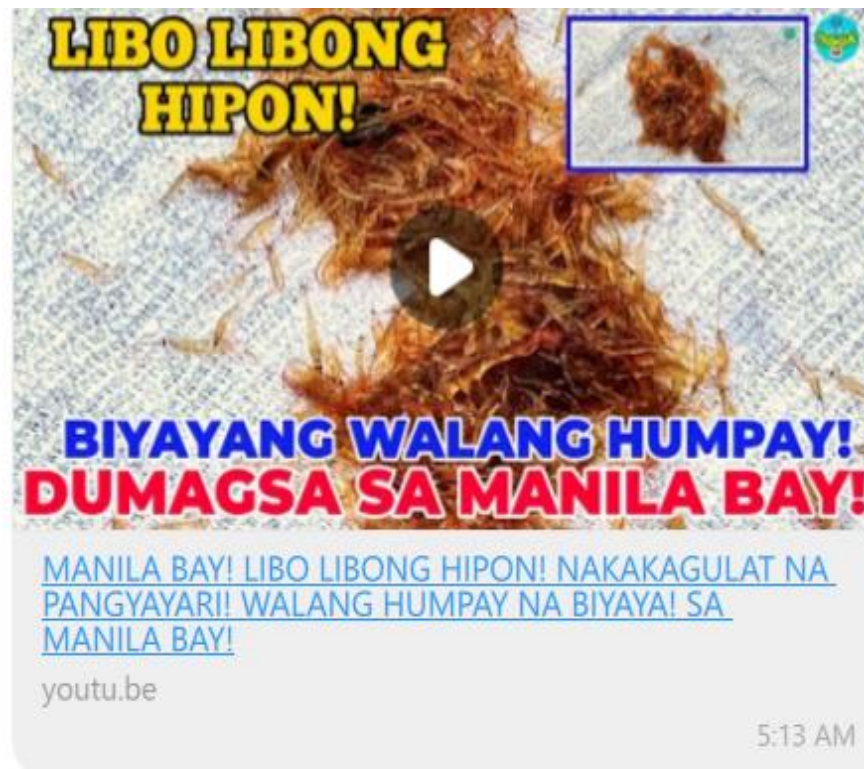 LIBO LIBONG
HIPON!
BIYAYANG WALANG HUMPAY!
DUMAGSA SA MANILA BAY!
MANILA BAY! LIBO LIBONG HIPON! NAKAKAGULAT NA
PANGYAYARI! WALANG HUMPAY NA BIYAYA! SA
MANILA BAY!
youtu.be
5:13 AM